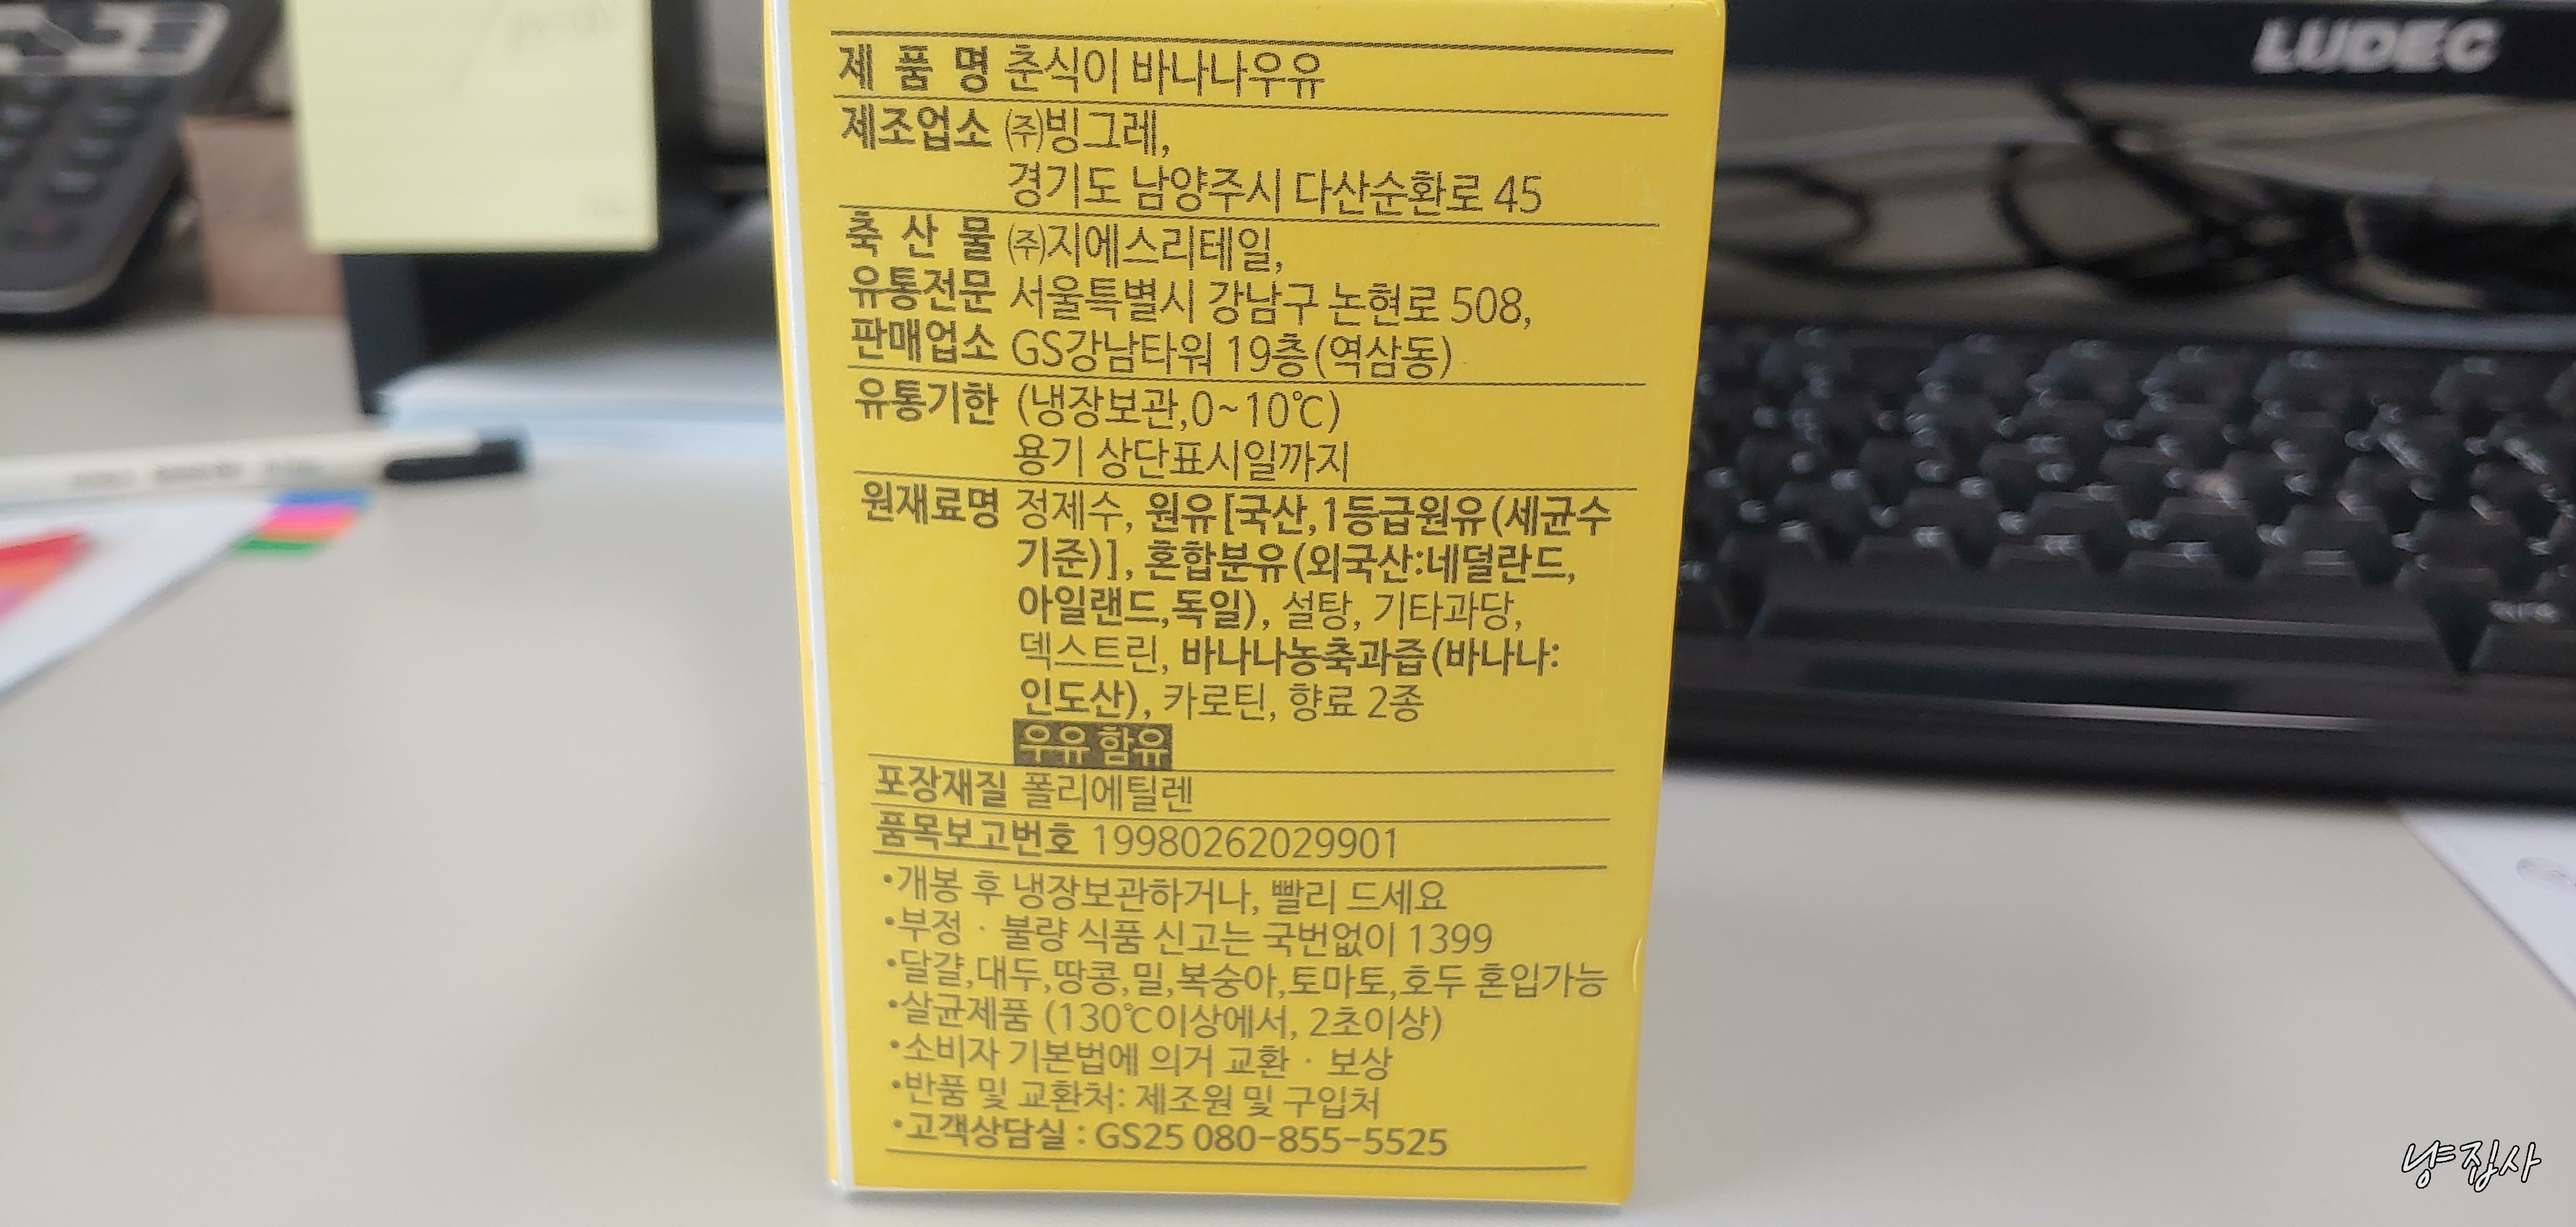 LUDEC
제 품 명 춘식이 바나나우유
제조업소 ㈜빙그레,
경기도 남양주시 다산순환로 45
축 산 물 ㈜지에스리테일,
유통전문 서울특별시 강남구 논현로 508,
판매업소 GS강남타워 19층(역삼동)
유통기한 (냉장보관,0~10℃)
용기 상단표시일까지
원재료명 정제수, 원유[국산,1등급원유(세균수
기준)], 혼합분유(외국산:네덜란드,
아일랜드,독일), 설탕, 기타과당,
덱스트린, 바나나농축과즙(바나나:
인도산), 카로틴, 향료 2종
우유 함유
포장재질 폴리에틸렌
품목보고번호 19980262029901
•개봉 후 냉장보관하거나, 빨리 드세요
•부정 · 불량 식품 신고는 국번없이 1399
•달걀,대두,땅콩,밀,복숭아,토마토,호두 혼입가능
•살균제품 (130℃이상에서, 2초이상)
•소비자 기본법에 의거 교환 · 보상
•반품 및 교환처: 제조원 및 구입처
•고객상담실 : GS25 080-855-5525
냥집사